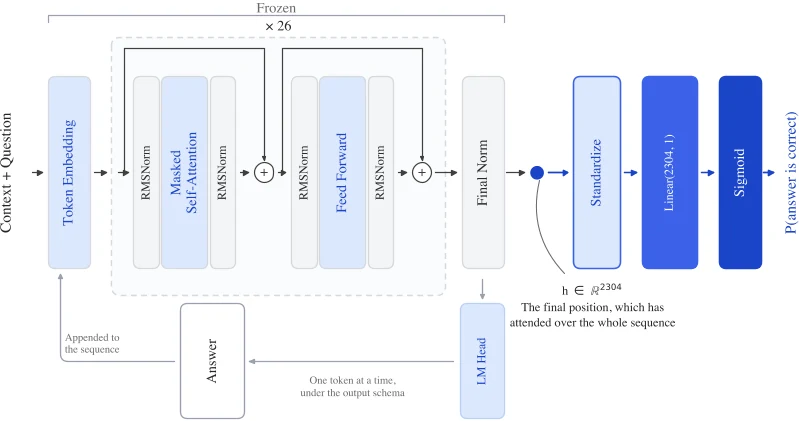 Frozen
× 26
Context + Question
Token Embedding
RMSNorm
Masked
Self-Attention
RMSNorm
+
RMSNorm
Feed Forward
RMSNorm
+
Final Norm
Standardize
Linear(2304, 1)
Sigmoid
P(answer is correct)
h ∈ ℝ²³⁰⁴
The final position, which has
attended over the whole sequence
Appended to
the sequence
Answer
One token at a time,
under the output schema
LM Head